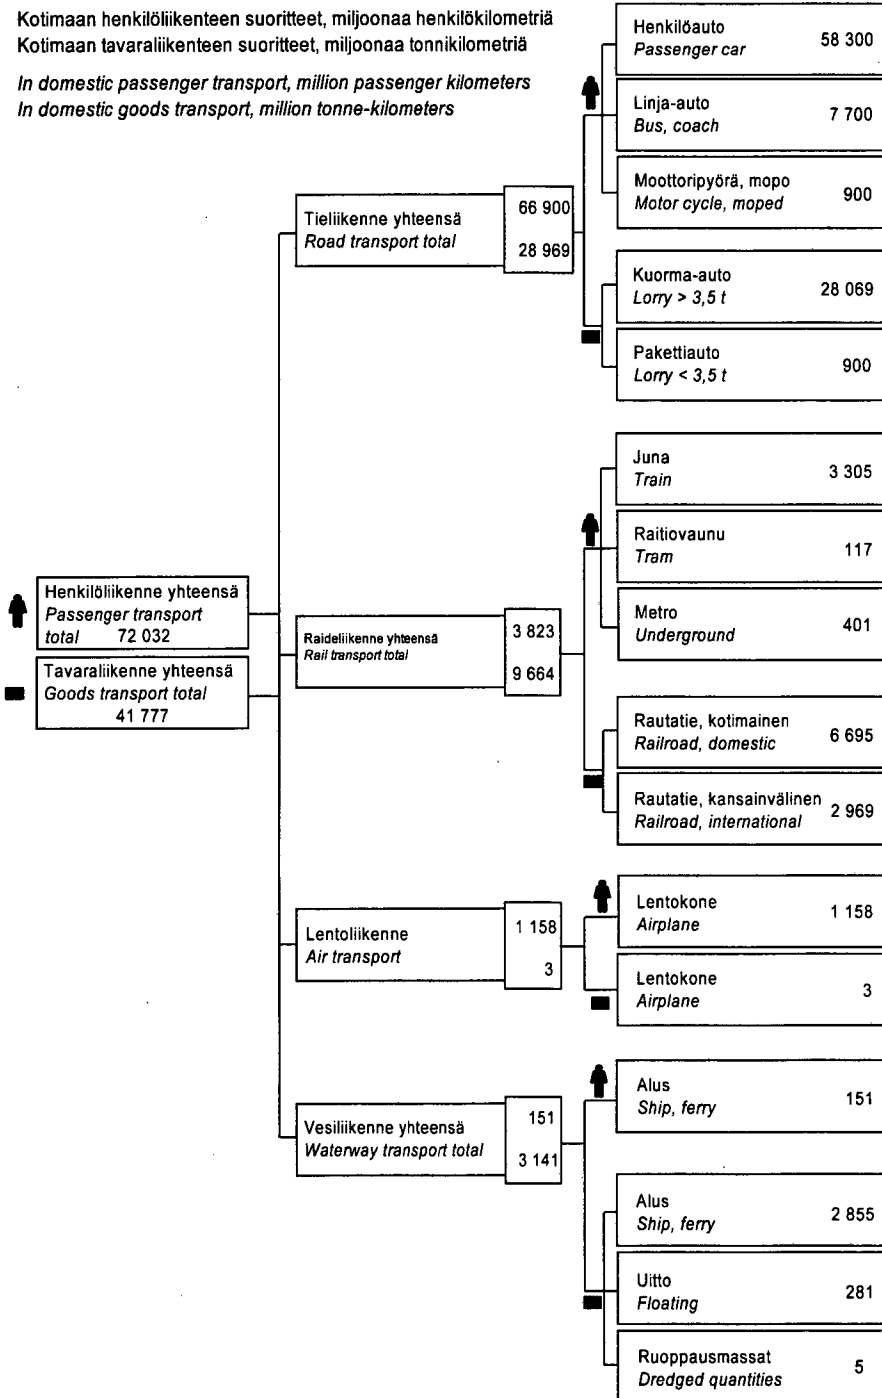 Kotimaan henkilöliikenteen suoritteet, miljoonaa henkilökilometriä
Kotimaan tavaraliikenteen suoritteet, miljoonaa tonnikilometriä
In domestic passenger transport, million passenger kilometers
In domestic goods transport, million tonne-kilometers
Henkilöliikenne yhteensä
Passenger transport
total 72 032
Tavaraliikenne yhteensä
Goods transport total
41 777
Tieliikenne yhteensä
Road transport total
66 900
28 969
Henkilöauto
Passenger car
58 300
Linja-auto
Bus, coach
7 700
Moottoripyörä, mopo
Motor cycle, moped
900
Kuorma-auto
Lorry > 3,5 t
28 069
Pakettiauto
Lorry < 3,5 t
900
Raideliikenne yhteensä
Rail transport total
3 823
9 664
Juna
Train
3 305
Raitiovaunu
Tram
117
Metro
Underground
401
Rautatie, kotimainen
Railroad, domestic
6 695
Rautatie, kansainvälinen
Railroad, international
2 969
Lentoliikenne
Air transport
1 158
3
Lentokone
Airplane
1 158
Lentokone
Airplane
3
Vesiliikenne yhteensä
Waterway transport total
151
3 141
Alus
Ship, ferry
151
Alus
Ship, ferry
2 855
Uitto
Floating
281
Ruoppausmassat
Dredged quantities
5